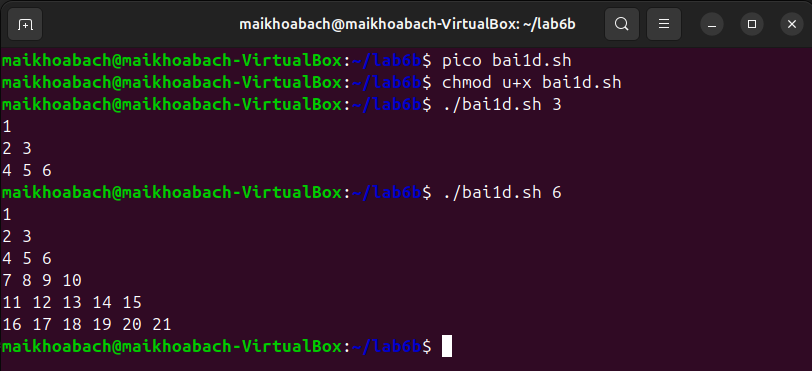 maikhoabach@maikhoabach-VirtualBox: ~/lab6b
maikhoabach@maikhoabach-VirtualBox:~/lab6b$ pico bai1d.sh
maikhoabach@maikhoabach-VirtualBox:~/lab6b$ chmod u+x bai1d.sh
maikhoabach@maikhoabach-VirtualBox:~/lab6b$ ./bai1d.sh 3
1
2 3
4 5 6
maikhoabach@maikhoabach-VirtualBox:~/lab6b$ ./bai1d.sh 6
1
2 3
4 5 6
7 8 9 10
11 12 13 14 15
16 17 18 19 20 21
maikhoabach@maikhoabach-VirtualBox:~/lab6b$